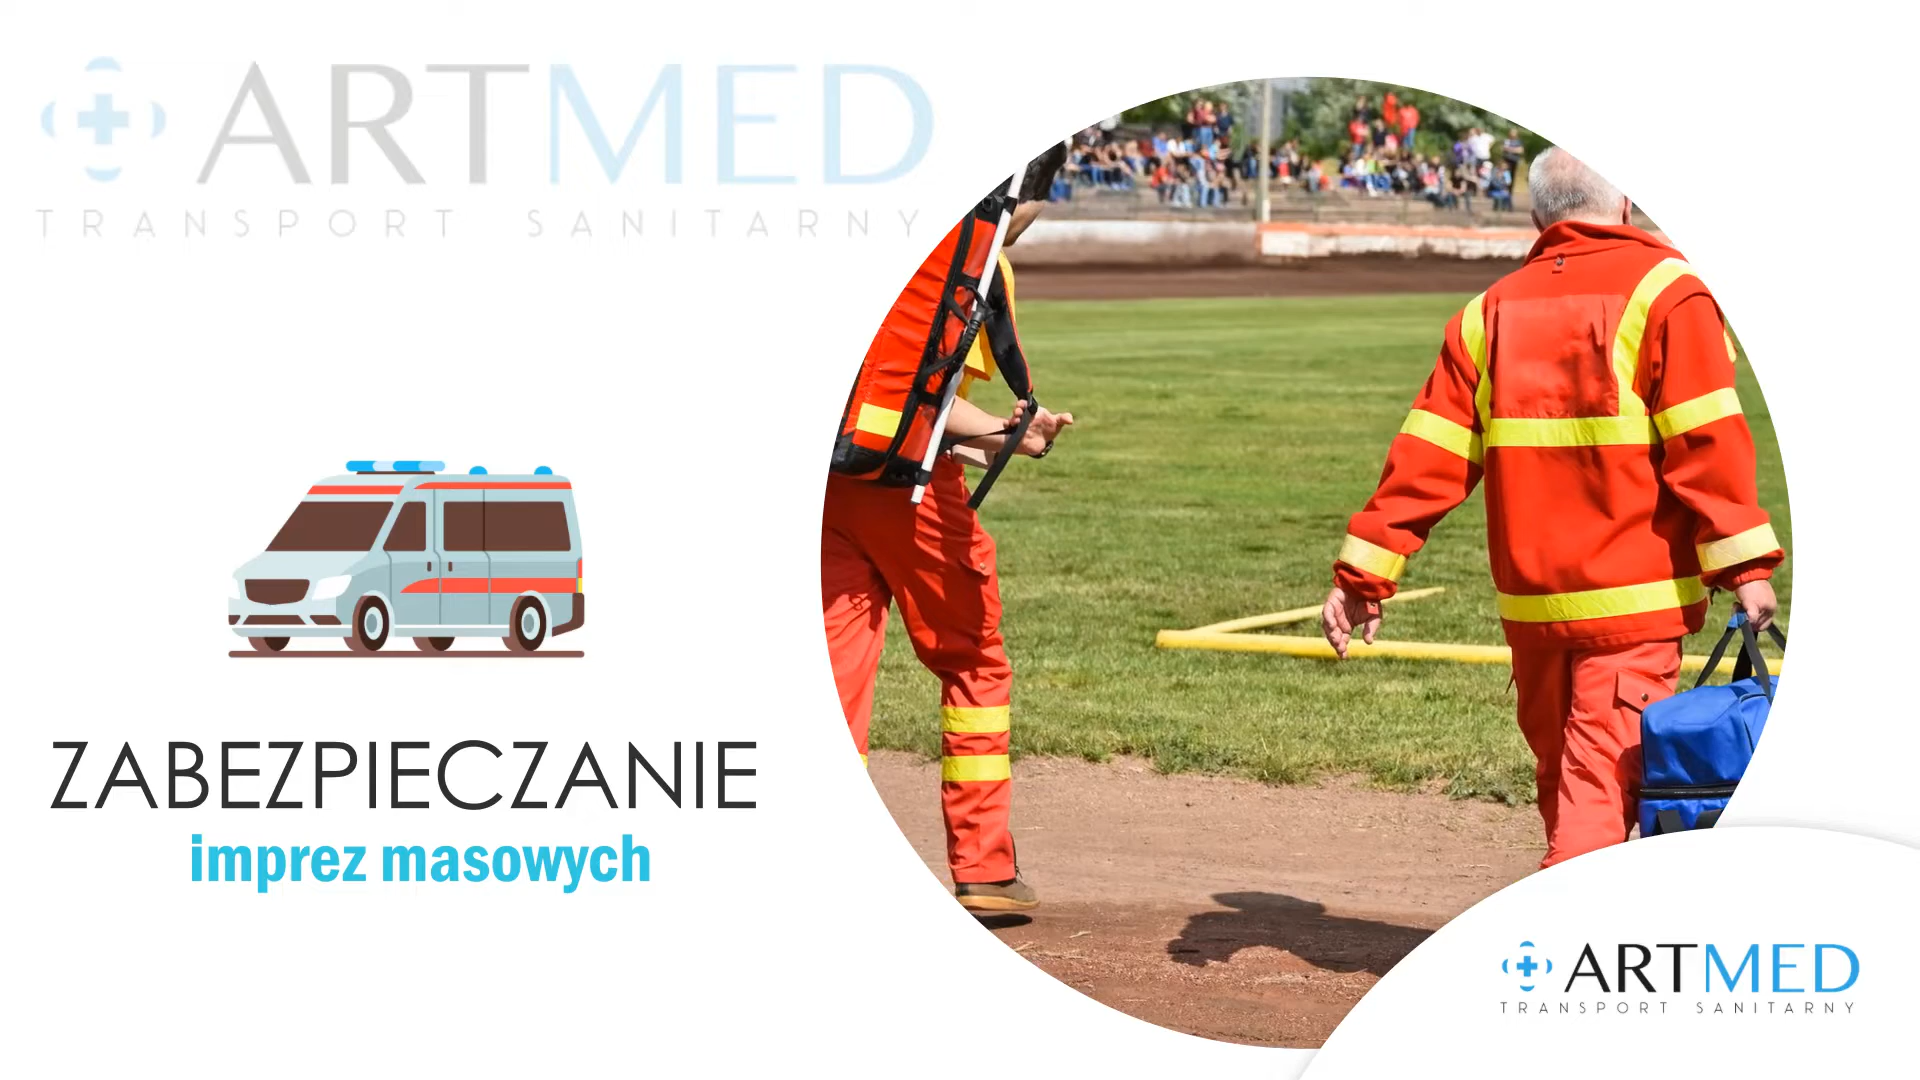 ARTMED
TRANSPORT SANITARNY
ZABEZPIECZANIE
imprez masowych
ARTMED
TRANSPORT SANITARNY